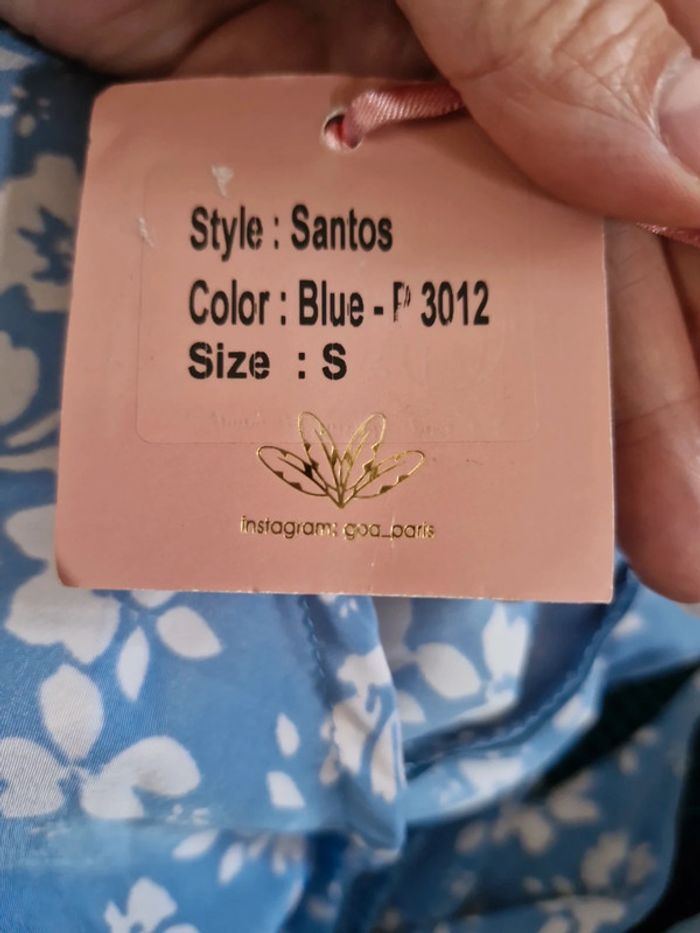 Style : Santos
Color : Blue - P 3012
Size : S
instagram: goa_paris